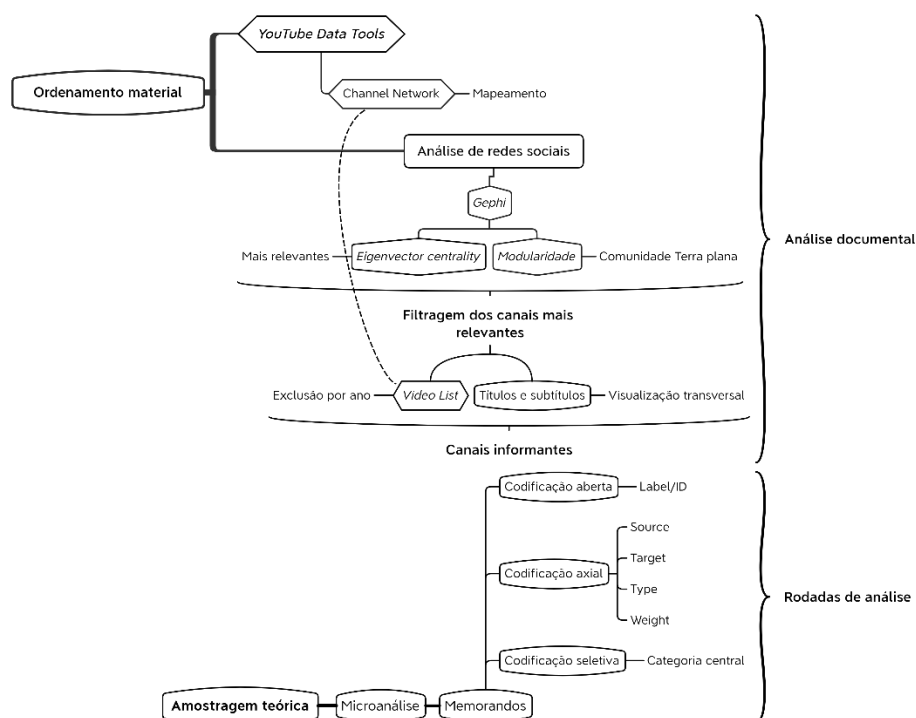 YouTube Data Tools
Ordenamento material
Channel Network
Mapeamento
Análise de redes sociais
Gephi
Análise documental
Mais relevantes
Eigenvector centrality
Modularidade
Comunidade Terra plana
Filtragem dos canais mais
relevantes
Exclusão por ano
Video List
Títulos e subtítulos
Visualização transversal
Canais informantes
Codificação aberta
Label/ID
Source
Target
Codificação axial
Type
Weight
Rodadas de análise
Codificação seletiva
Categoria central
Amostragem teórica
Microanálise
Memorandos